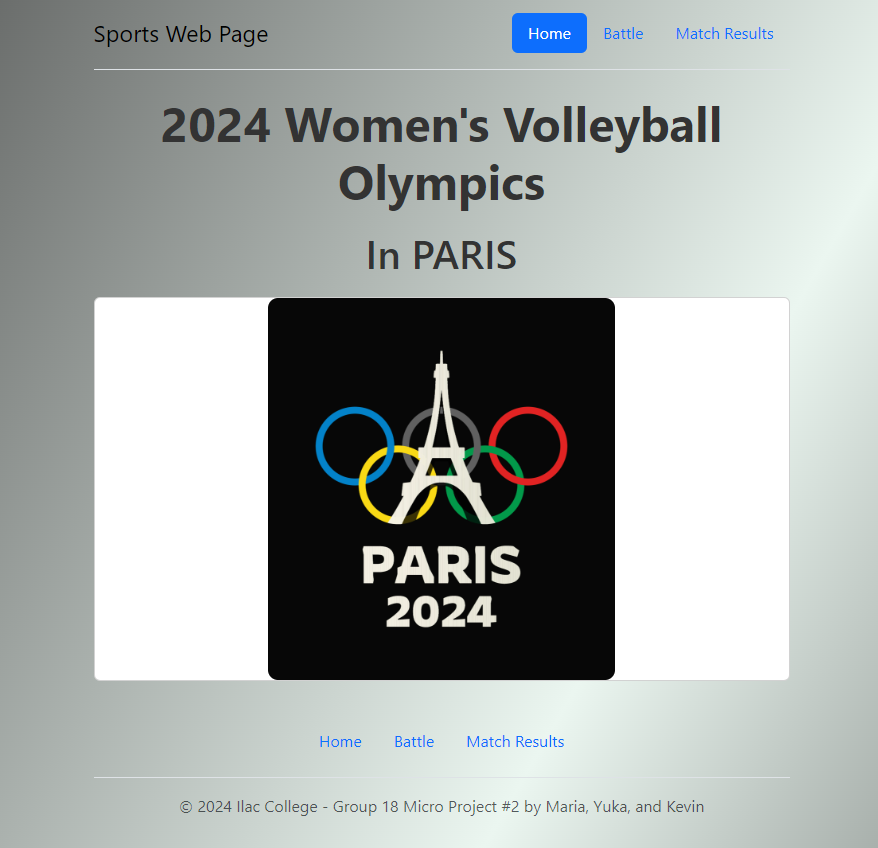 Sports Web Page
Home Battle Match Results
2024 Women's Volleyball
Olympics
In PARIS
PARIS
2024
Home Battle Match Results
© 2024 Ilac College - Group 18 Micro Project #2 by Maria, Yuka, and Kevin